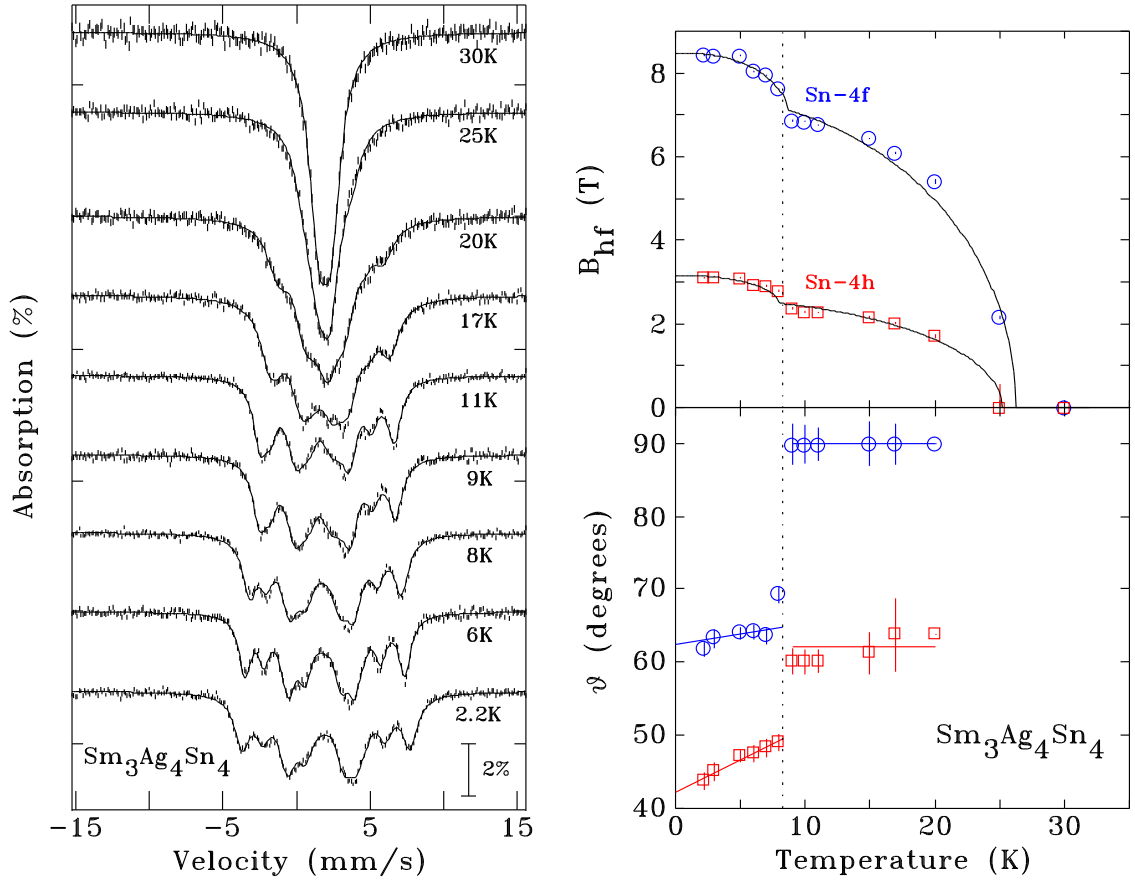 Absorption (%)
30K
25K
20K
17K
11K
9K
8K
6K
2.2K
Sm3Ag4Sn4
2%
−15 −5 5 15
Velocity (mm/s)
Bhf (T)
8
6
4
2
0
Sn−4f
Sn−4h
ϑ (degrees)
90
80
70
60
50
40
Sm3Ag4Sn4
0 10 20 30
Temperature (K)